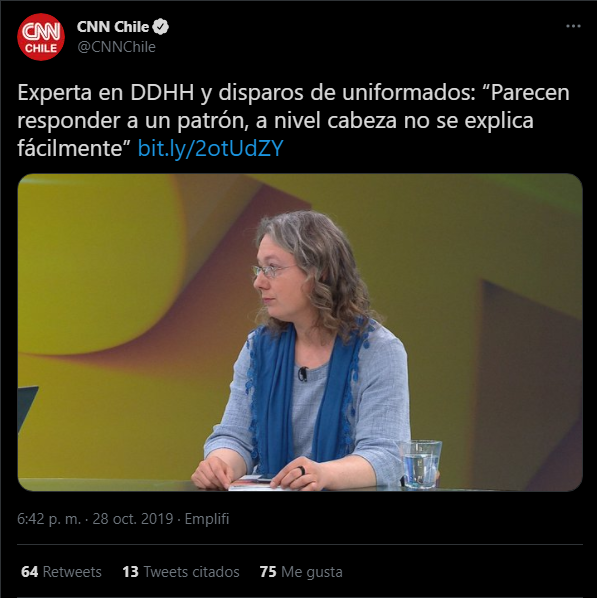 CNN
CHILE
CNN Chile
@CNNChile
Experta en DDHH y disparos de uniformados: “Parecen
responder a un patrón, a nivel cabeza no se explica
fácilmente” bit.ly/2otUdZY
6:42 p. m. · 28 oct. 2019 · Emplifi
64 Retweets 13 Tweets citados 75 Me gusta